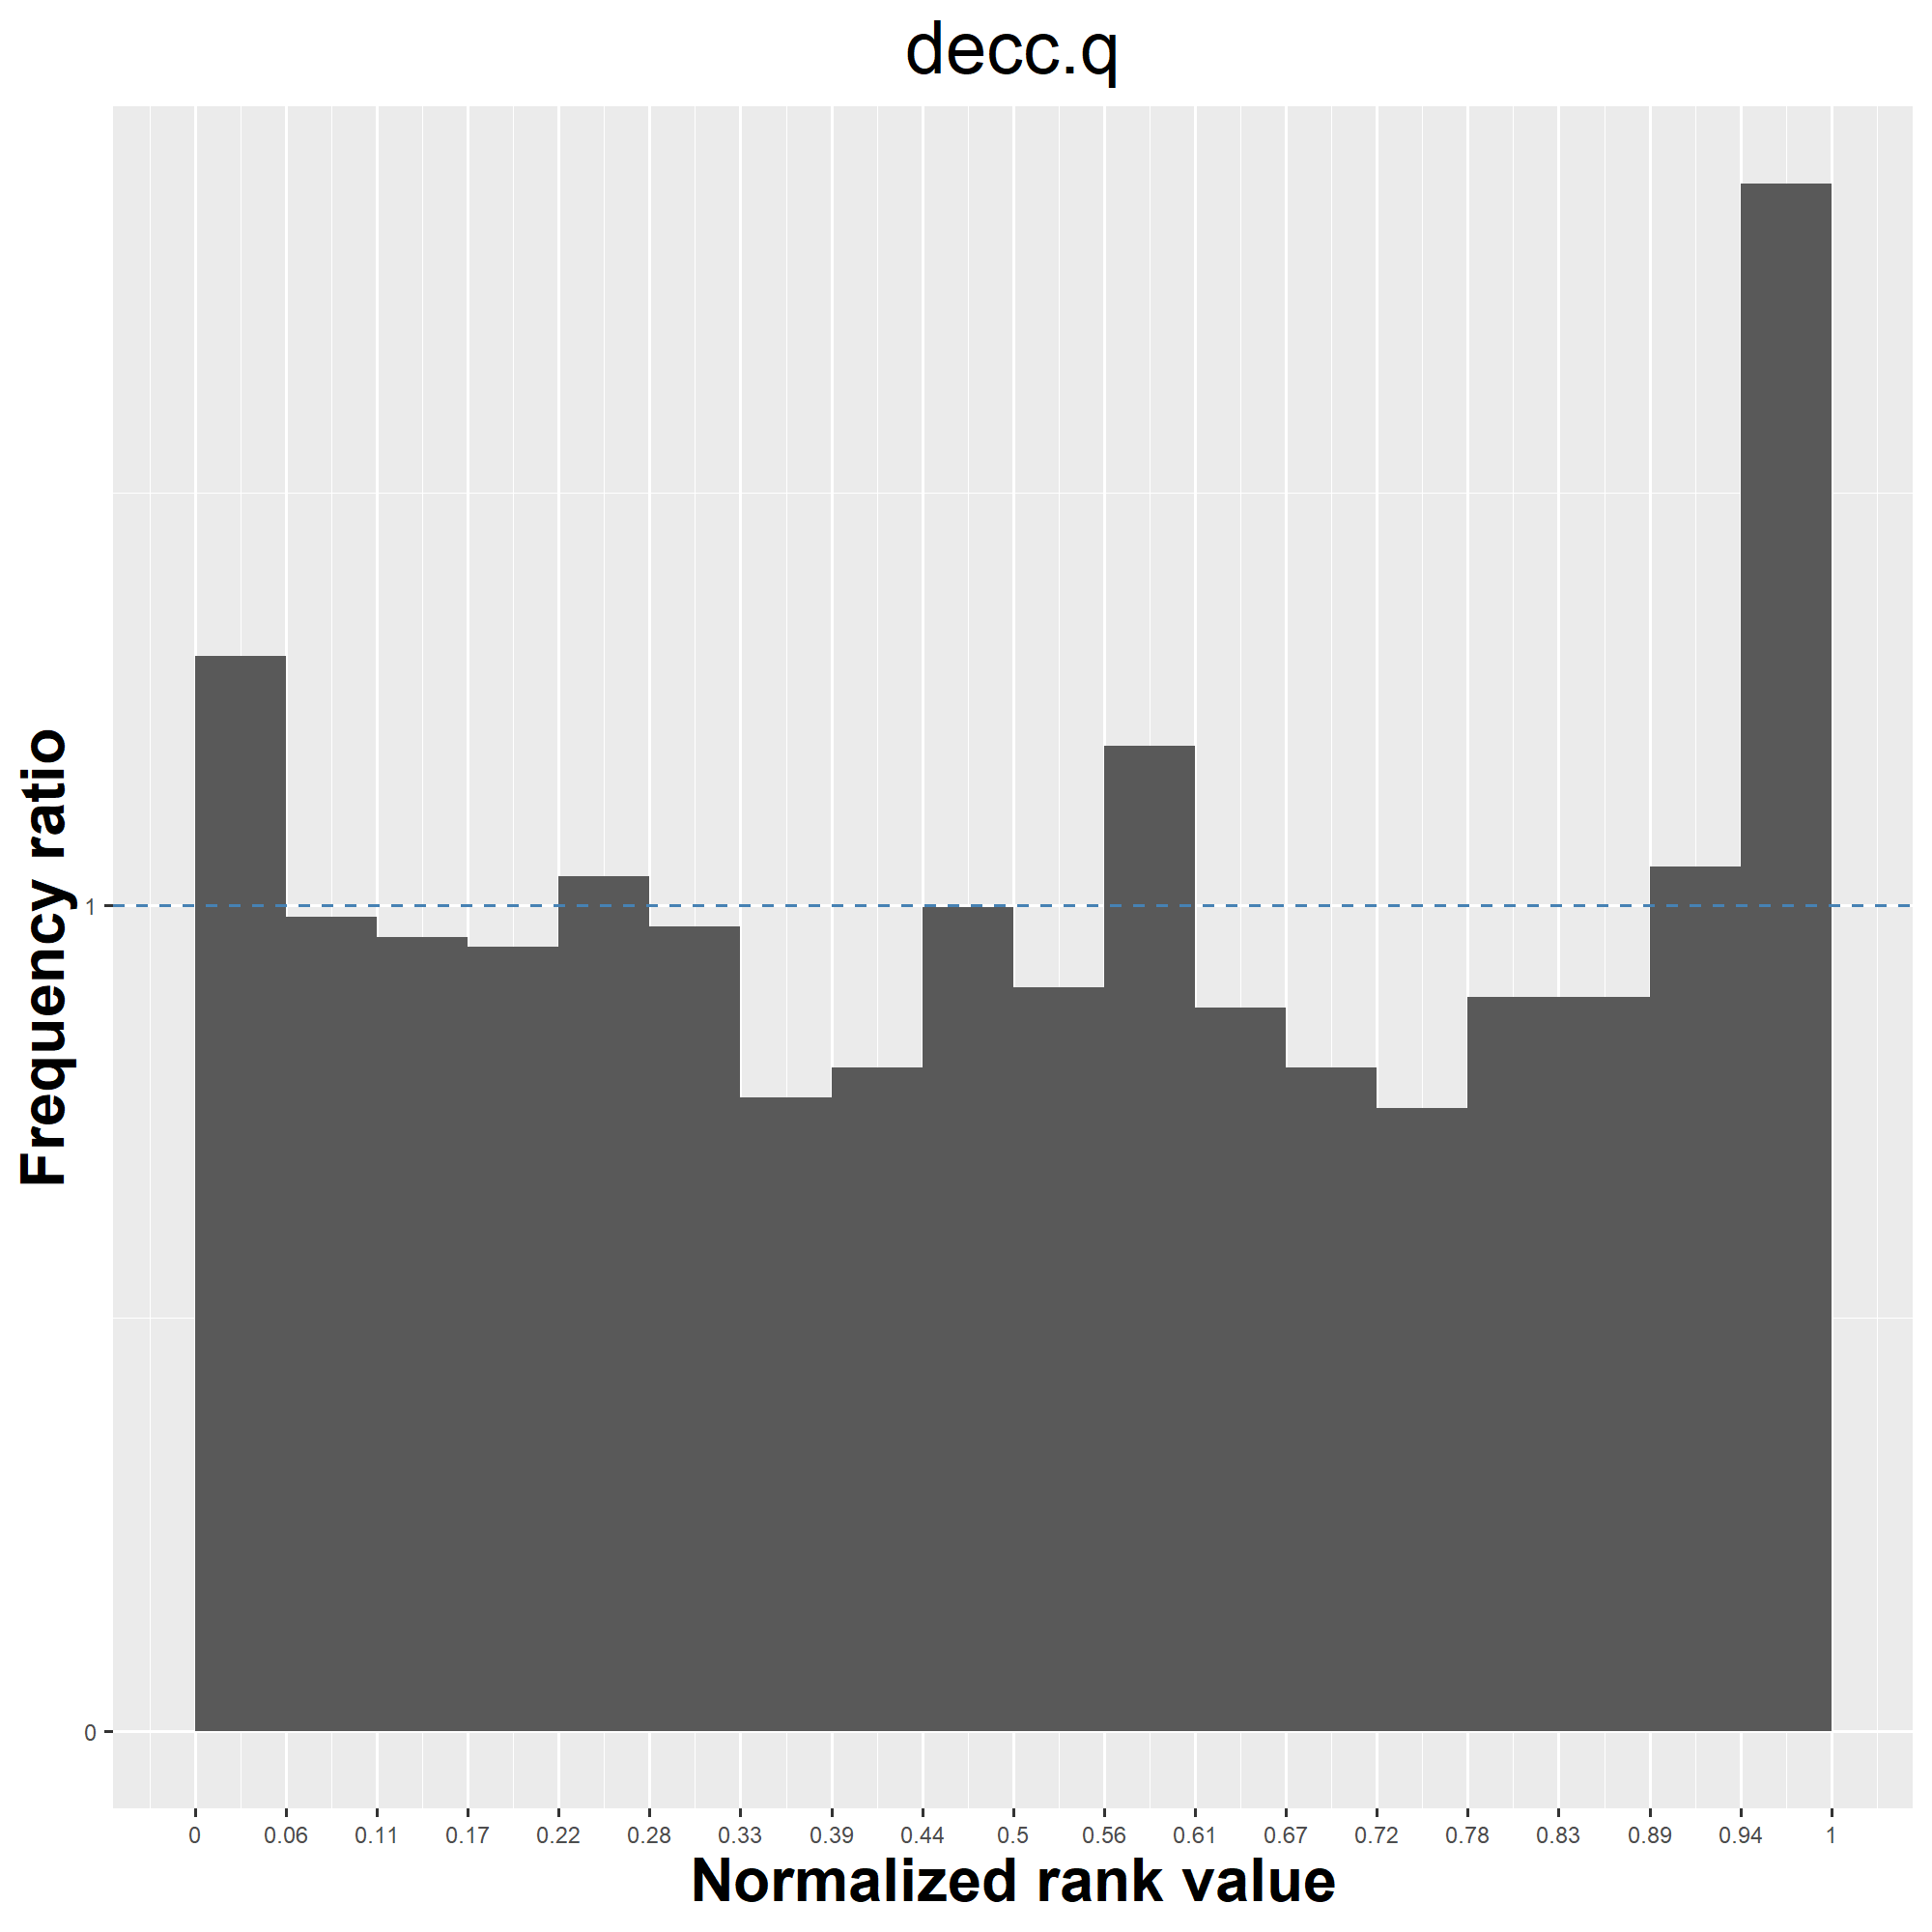 decc.q
Frequency ratio
1
0
0 0.06 0.11 0.17 0.22 0.28 0.33 0.39 0.44 0.5 0.56 0.61 0.67 0.72 0.78 0.83 0.89 0.94 1
Normalized rank value